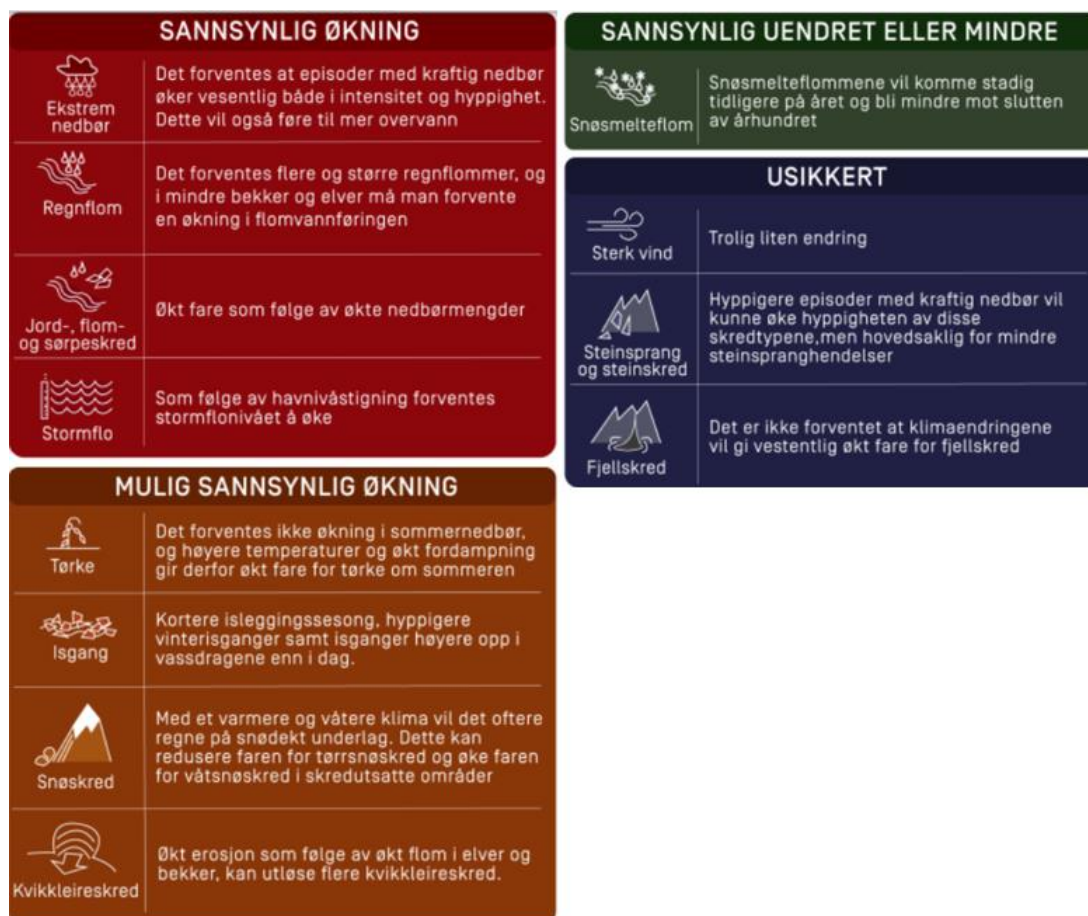 SANNSYNLIG ØKNING
Ekstrem
nedbør
Det forventes at episoder med kraftig nedbør
øker vesentlig både i intensitet og hyppighet.
Dette vil også føre til mer overvann
Regnflom
Det forventes flere og større regnflommer, og
i mindre bekker og elver må man forvente
en økning i flomvannføringen
Jord-, flom-
og sørpeskred
Økt fare som følge av økte nedbørmengder
Stormflo
Som følge av havnivåstigning forventes
stormflonivået å øke
MULIG SANNSYNLIG ØKNING
Tørke
Det forventes ikke økning i sommernedbør,
og høyere temperaturer og økt fordampning
gir derfor økt fare for tørke om sommeren
Isgang
Kortere isleggingssesong, hyppigere
vinterisganger samt isganger høyere opp i
vassdragene enn i dag.
Snøskred
Med et varmere og våtere klima vil det oftere
regne på snødekt underlag. Dette kan
redusere faren for tørrsnøskred og øke faren
for våtsnøskred i skredutsatte områder
Kvikkleireskred
Økt erosjon som følge av økt flom i elver og
bekker, kan utløse flere kvikkleireskred.
SANNSYNLIG UENDRET ELLER MINDRE
Snøsmelteflom
Snøsmelteflommene vil komme stadig
tidligere på året og bli mindre mot slutten
av århundret
USIKKERT
Sterk vind
Trolig liten endring
Steinsprang
og steinskred
Hyppigere episoder med kraftig nedbør vil
kunne øke hyppigheten av disse
skredtypene,men hovedsaklig for mindre
steinspranghendelser
Fjellskred
Det er ikke forventet at klimaendringene
vil gi vestentlig økt fare for fjellskred